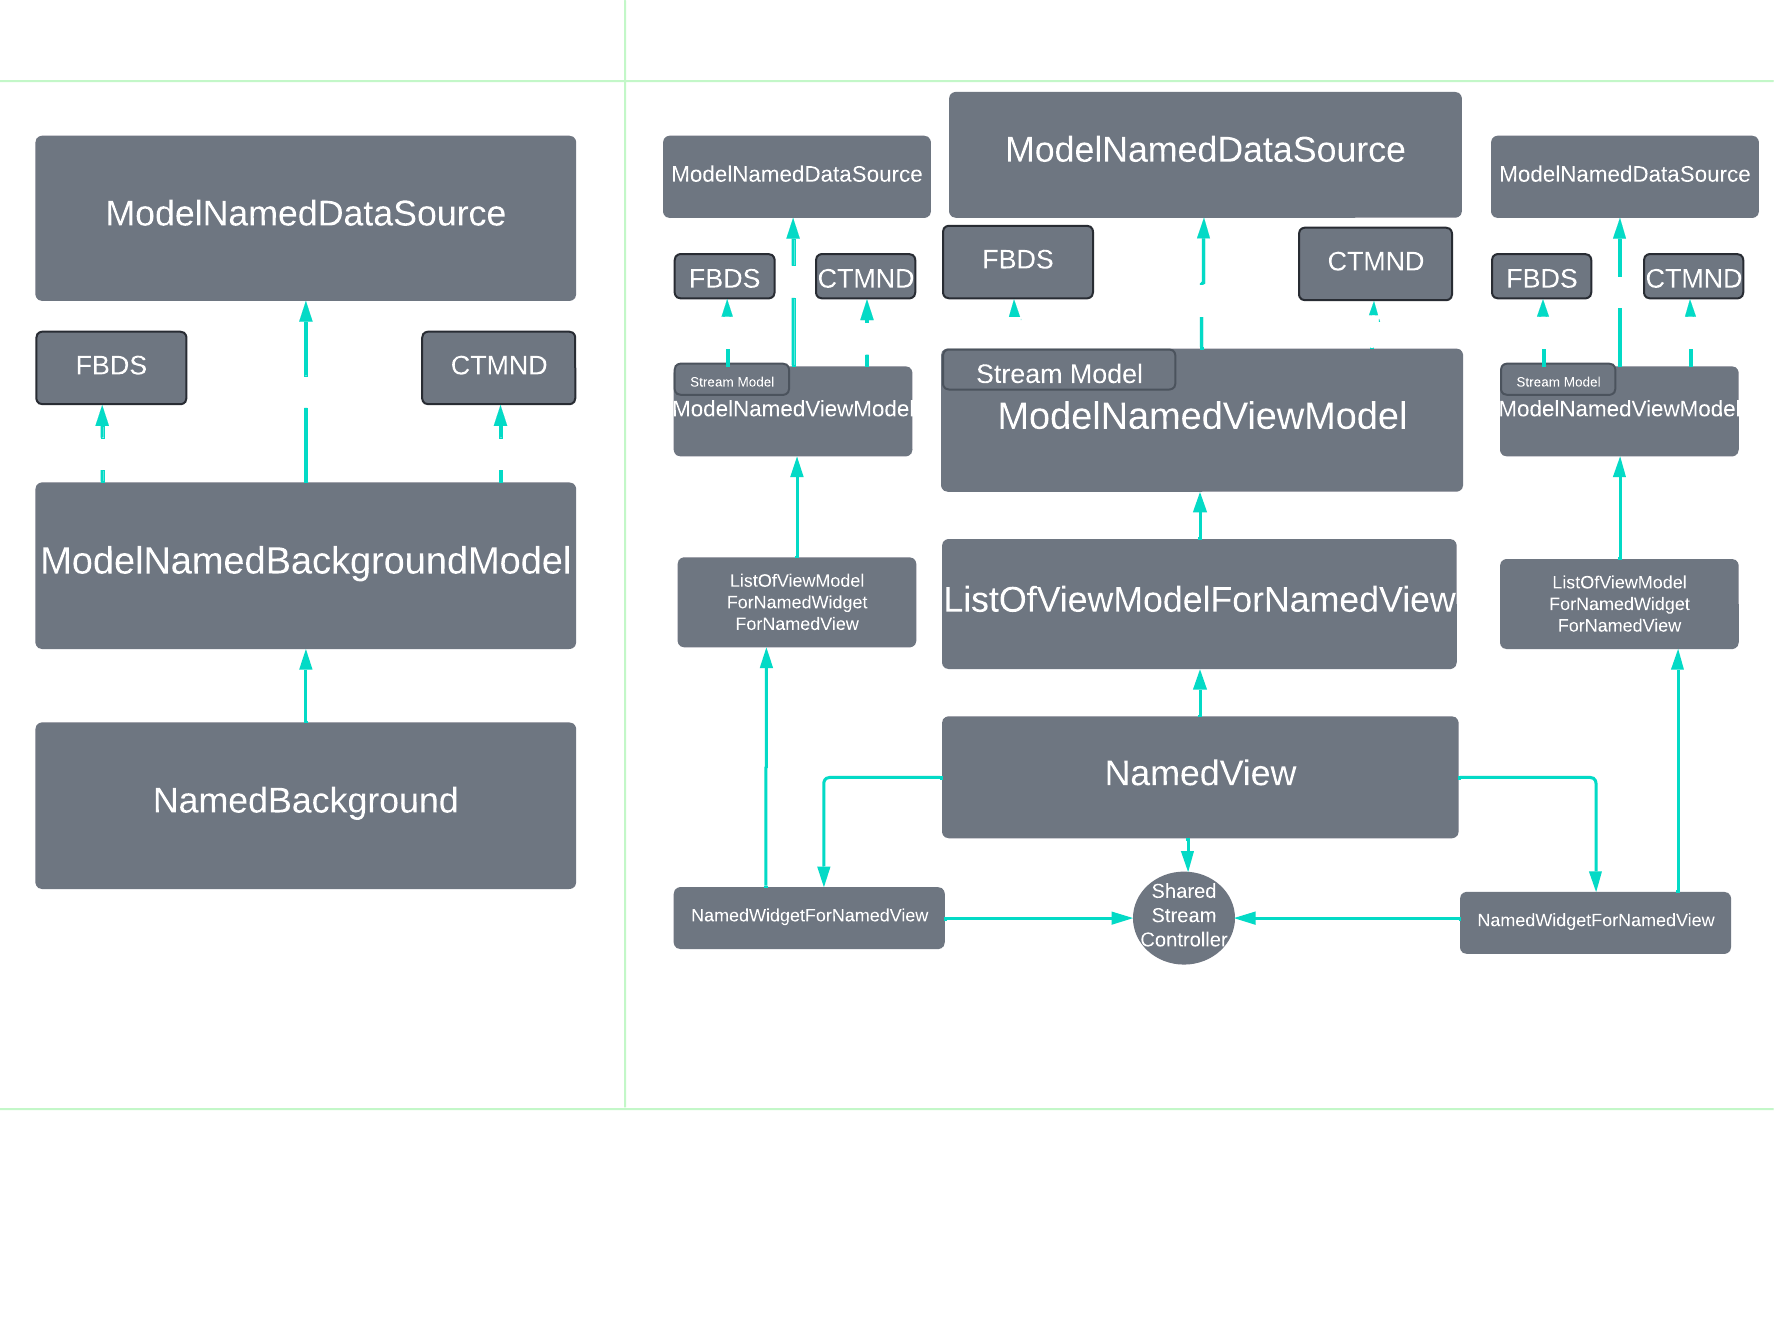 ModelNamedDataSource
FBDS
CTMND
ModelNamedBackgroundModel
NamedBackground
ModelNamedDataSource
FBDS
CTMND
Stream Model
ModelNamedViewModel
ListOfViewModel
ForNamedWidget
ForNamedView
NamedWidgetForNamedView
ModelNamedDataSource
FBDS
CTMND
Stream Model
ModelNamedViewModel
ListOfViewModelForNamedView
NamedView
Shared
Stream
Controller
ModelNamedDataSource
FBDS
CTMND
Stream Model
ModelNamedViewModel
ListOfViewModel
ForNamedWidget
ForNamedView
NamedWidgetForNamedView